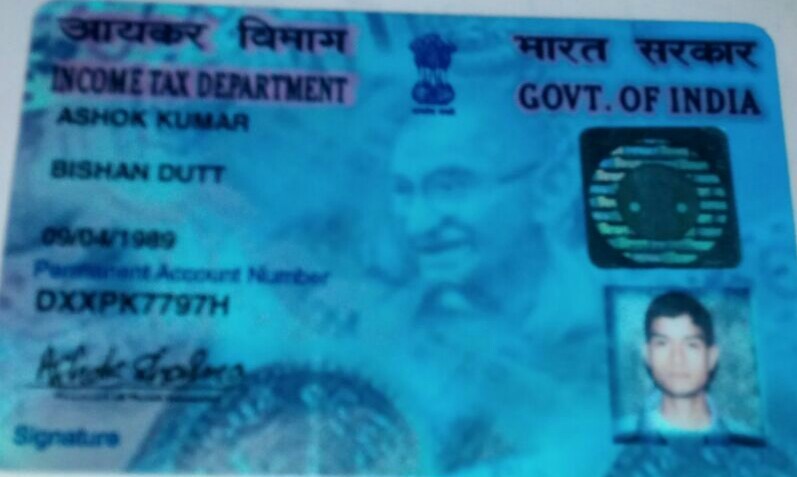 आयकर विभाग
भारत सरकार
INCOME TAX DEPARTMENT
GOVT. OF INDIA
ASHOK KUMAR
BISHAN DUTT
09/04/1989
Permanent Account Number
DXXPK7797H
Signature